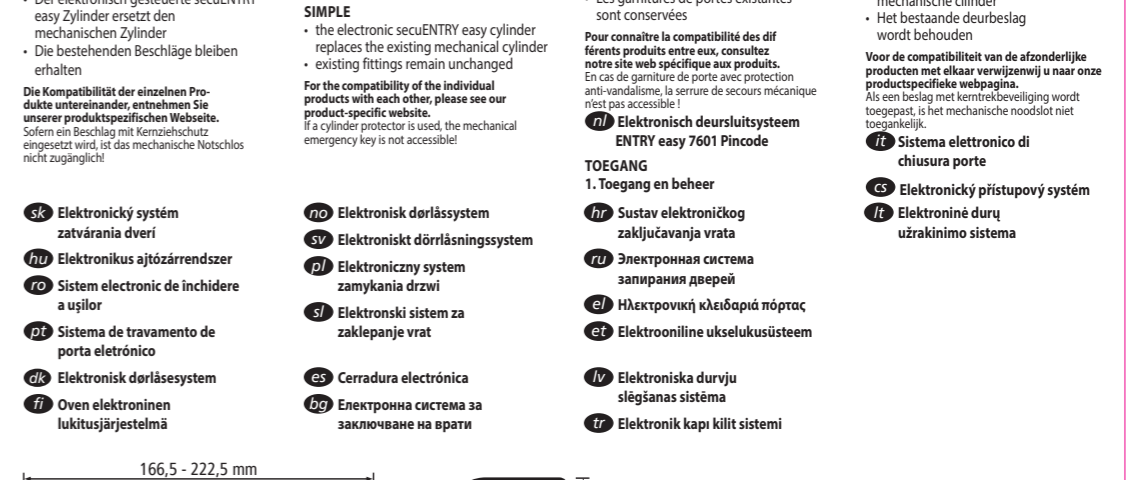 • Der elektronisch gesteuerte secuENTRY
easy Zylinder ersetzt den
mechanischen Zylinder
• Die bestehenden Beschläge bleiben
erhalten
Die Kompatibilität der einzelnen Pro-
dukte untereinander, entnehmen Sie
unserer produktspezifischen Webseite.
Sofern ein Beschlag mit Kernziehschutz
eingesetzt wird, ist das mechanische Notschlos
nicht zugänglich!
SIMPLE
• the electronic secuENTRY easy cylinder
replaces the existing mechanical cylinder
• existing fittings remain unchanged
For the compatibility of the individual
products with each other, please see our
product-specific website.
If a cylinder protector is used, the mechanical
emergency key is not accessible!
• Les garnitures de portes existantes
sont conservées
Pour connaître la compatibilité des dif
férents produits entre eux, consultez
notre site web spécifique aux produits.
En cas de garniture de porte avec protection
anti-vandalisme, la serrure de secours mécanique
n'est pas accessible !
nl Elektronisch deursluitsysteem
ENTRY easy 7601 Pincode
TOEGANG
1. Toegang en beheer
mechanische cilinder
• Het bestaande deurbeslag
wordt behouden
Voor de compatibiliteit van de afzonderlijke
producten met elkaar verwijzenwij u naar onze
productspecifieke webpagina.
Als een beslag met kerntrekbeveiliging wordt
toegepast, is het mechanische noodslot niet
toegankelijk.
it Sistema elettronico di
chiusura porte
cs Elektronický přístupový systém
lt Elektroninė durų
užrakinimo sistema
sk Elektronický systém
zatvárania dverí
hu Elektronikus ajtózárrendszer
ro Sistem electronic de închidere
a ușilor
pt Sistema de travamento de
porta eletrónico
dk Elektronisk dørlåsesystem
fi Oven elektroninen
lukitusjärjestelmä
no Elektronisk dørlåssystem
sv Elektroniskt dörrlåsningssystem
pl Elektroniczny system
zamykania drzwi
sl Elektronski sistem za
zaklepanje vrat
es Cerradura electrónica
bg Електронна система за
заключване на врати
hr Sustav elektroničkog
zaključavanja vrata
ru Электронная система
запирания дверей
el Ηλεκτρονική κλειδαριά πόρτας
et Elektrooniline ukselukusüsteem
lv Elektroniska durvju
slēgšanas sistēma
tr Elektronik kapı kilit sistemi
166,5 - 222,5 mm